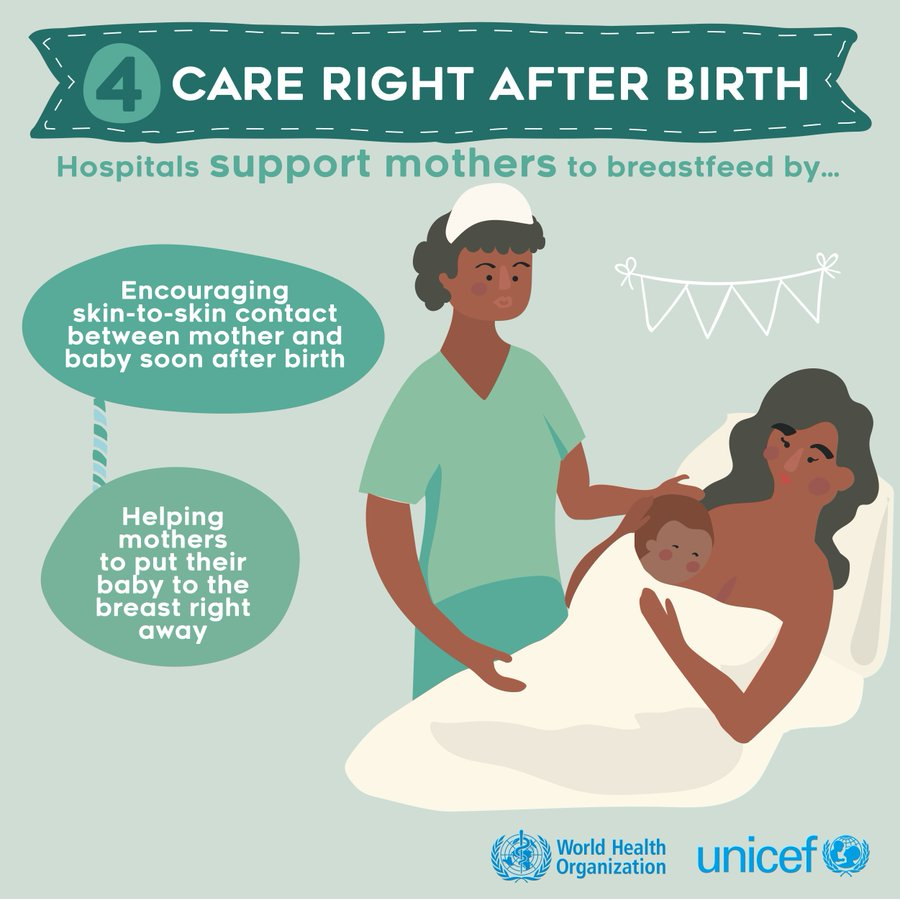 4 CARE RIGHT AFTER BIRTH
Hospitals support mothers to breastfeed by...
Encouraging
skin-to-skin contact
between mother and
baby soon after birth
Helping
mothers
to put their
baby to the
breast right
away
World Health
Organization
unicef